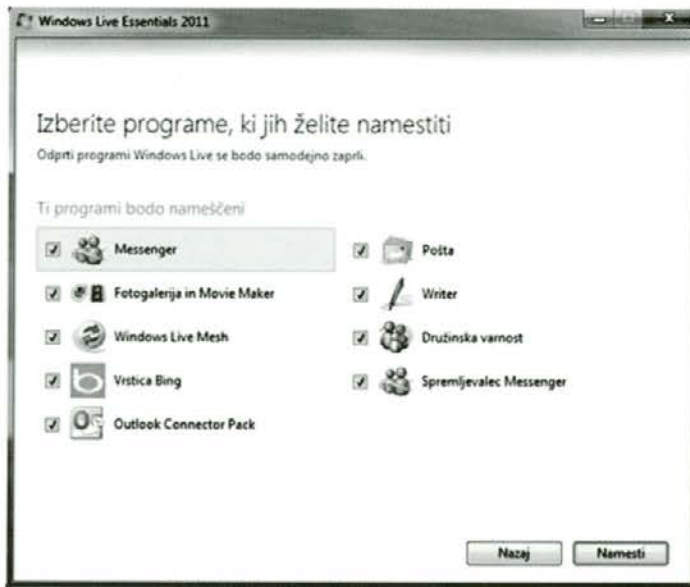 Windows Live Essentials 2011
Izberite programe, ki jih želite namestiti
Odprti programi Windows Live se bodo samodejno zaprli.
Ti programi bodo nameščeni
Messenger
Fotogalerija in Movie Maker
Windows Live Mesh
Vrstica Bing
Outlook Connector Pack
Pošta
Writer
Družinska varnost
Spremljevalec Messenger
Nazaj
Namesti